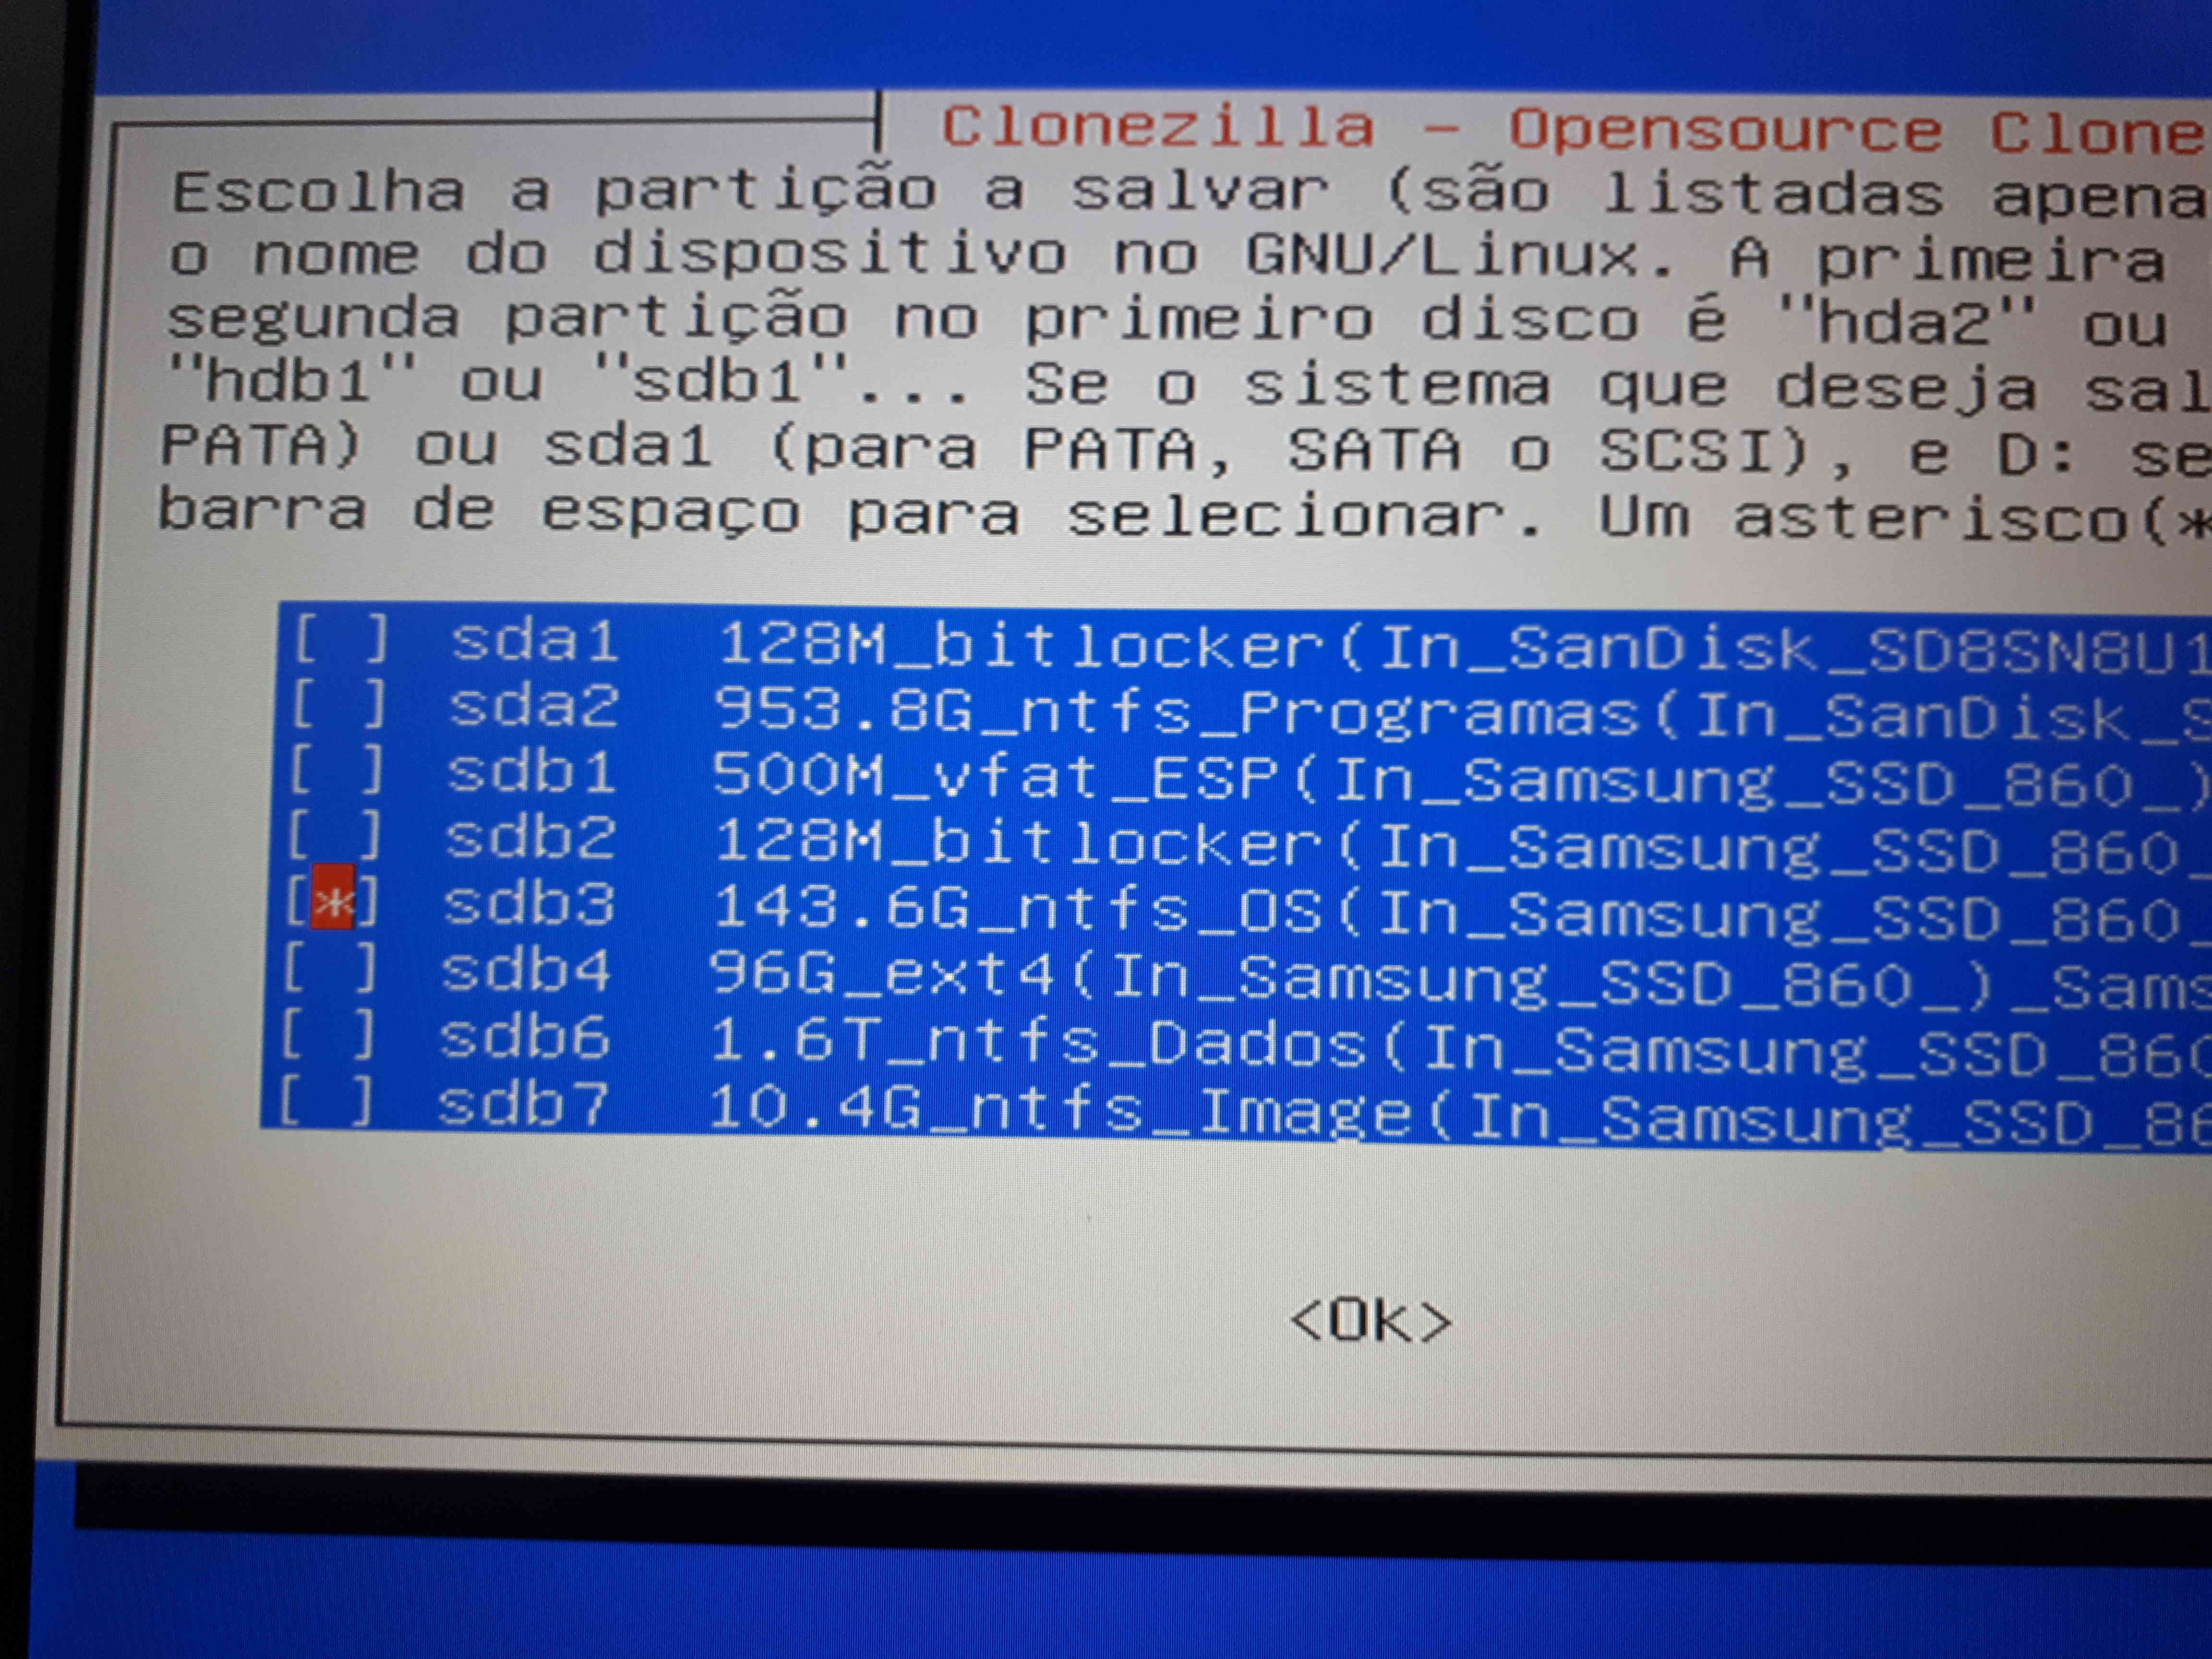 Clonezilla - Opensource Clone
Escolha a partição a salvar (são listadas apena
o nome do dispositivo no GNU/Linux. A primeira
segunda partição no primeiro disco é "hda2" ou
"hdb1" ou "sdb1"... Se o sistema que deseja sal
PATA) ou sda1 (para PATA, SATA o SCSI), e D: se
barra de espaço para selecionar. Um asterisco(*
[ ] sda1 128M_bitlocker(In_SanDisk_SD8SN8U1
[ ] sda2 953.8G_ntfs_Programas(In_SanDisk_S
[ ] sdb1 500M_vfat_ESP(In_Samsung_SSD_860_)
[ ] sdb2 128M_bitlocker(In_Samsung_SSD_860_
[*] sdb3 143.6G_ntfs_OS(In_Samsung_SSD_860_
[ ] sdb4 96G_ext4(In_Samsung_SSD_860_)_Sams
[ ] sdb6 1.6T_ntfs_Dados(In_Samsung_SSD_860
[ ] sdb7 10.4G_ntfs_Image(In_Samsung_SSD_86
<Ok>